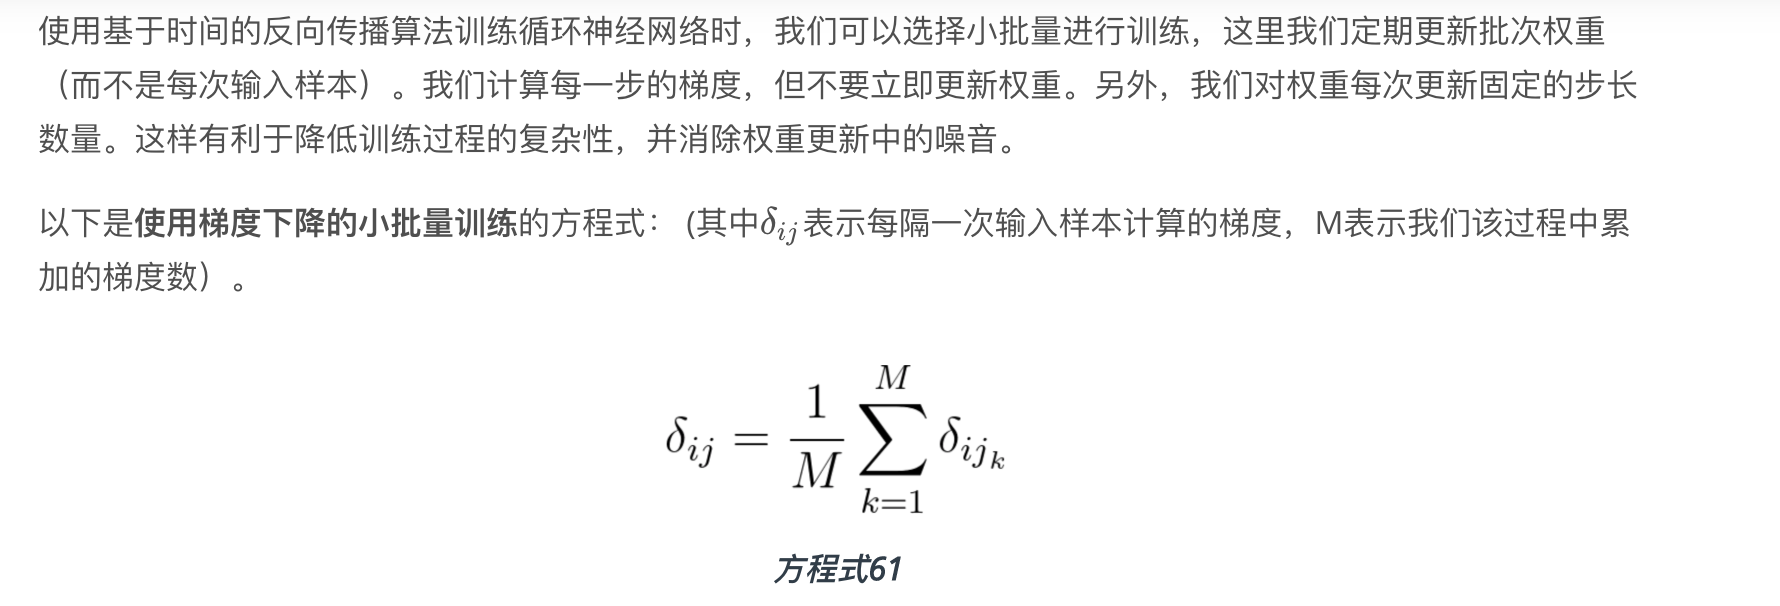 使用基于时间的反向传播算法训练循环神经网络时，我们可以选择小批量进行训练，这里我们定期更新批次权重
（而不是每次输入样本）。我们计算每一步的梯度，但不要立即更新权重。另外，我们对权重每次更新固定的步长
数量。这样有利于降低训练过程的复杂性，并消除权重更新中的噪音。
以下是使用梯度下降的小批量训练的方程式： (其中δ_{ij}表示每隔一次输入样本计算的梯度，M表示我们该过程中累
加的梯度数）。
δ_{ij} = \frac{1}{M} \sum_{k=1}^{M} δ_{ij_k}
方程式61